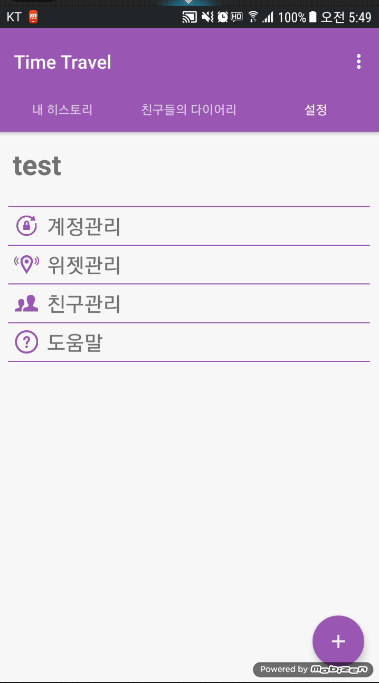 KT 100% 오전 5:49
Time Travel
내 히스토리 친구들의 다이어리 설정
test
계정관리
위젯관리
친구관리
? 도움말
+
Powered by mobizen